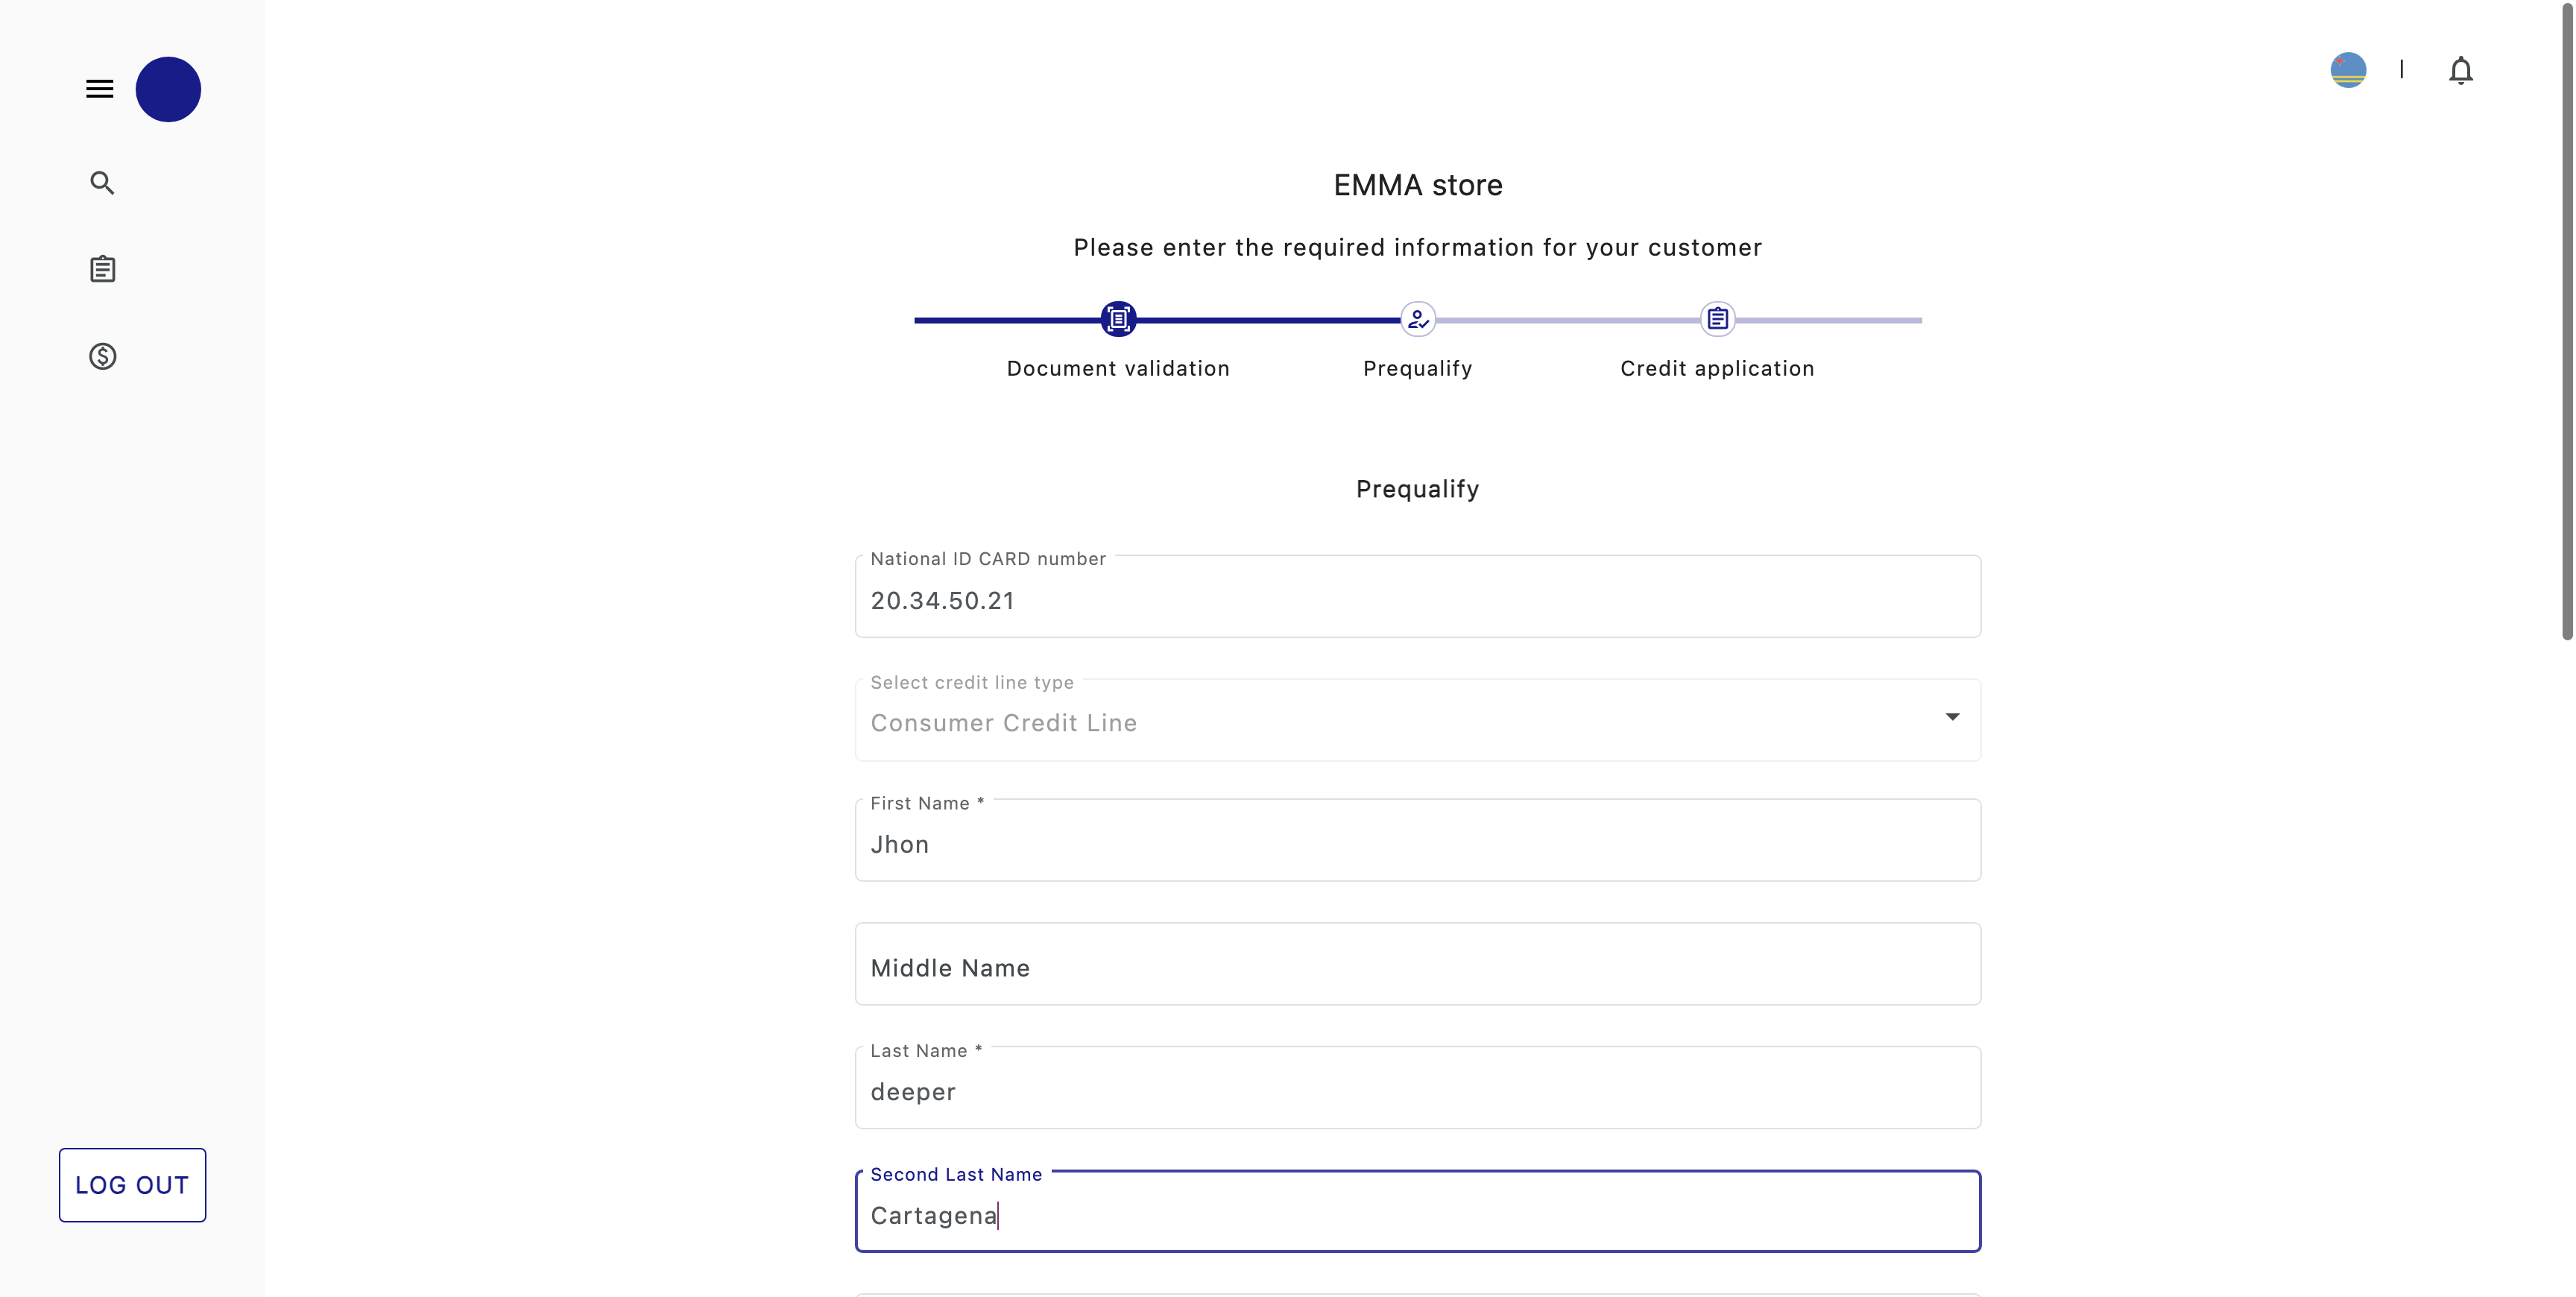 EMMA store
Please enter the required information for your customer
Document validation
Prequalify
Credit application
Prequalify
National ID CARD number
20.34.50.21
Select credit line type
Consumer Credit Line
First Name *
Jhon
Middle Name
Last Name *
deeper
Second Last Name
Cartagena
LOG OUT